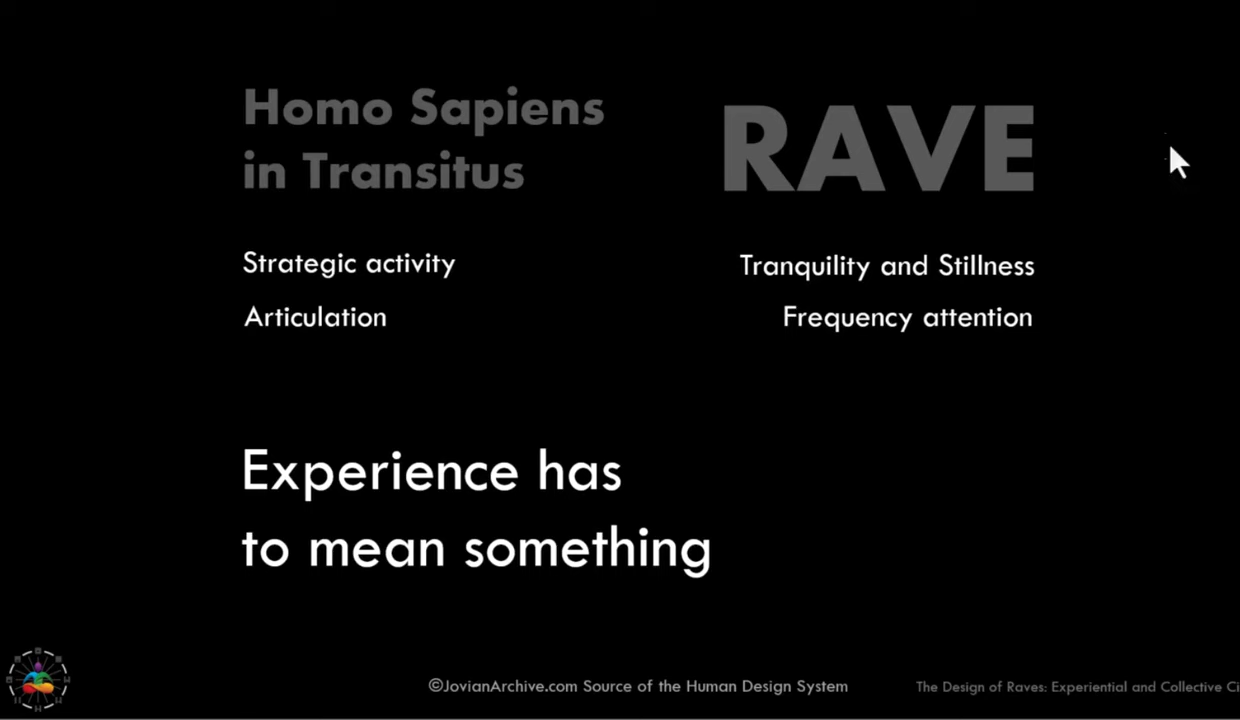 Homo Sapiens
in Transitus
RAVE
Strategic activity
Tranquility and Stillness
Articulation
Frequency attention
Experience has
to mean something
©JovianArchive.com Source of the Human Design System
The Design of Raves: Experiential and Collective Ci